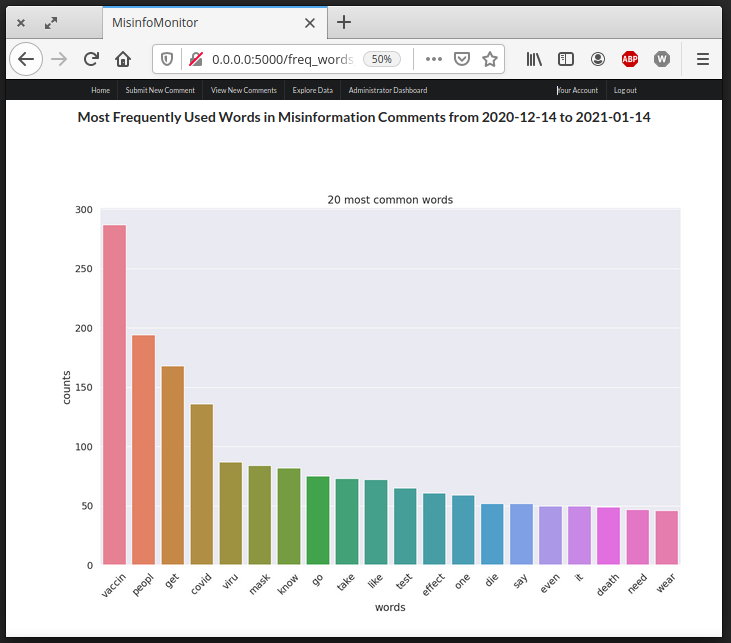 MisinfoMonitor
0.0.0.0:5000/freq_words
50%
ABP
W
Home Submit New Comment View New Comments Explore Data Administrator Dashboard Your Account Log out
Most Frequently Used Words in Misinformation Comments from 2020-12-14 to 2021-01-14
20 most common words
300
250
200
150
100
50
0
counts
vaccin peopl get covid viru mask know go take like test effect one die say even it death need wear
words